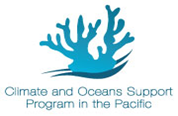 Climate and Oceans Support
Program in the Pacific